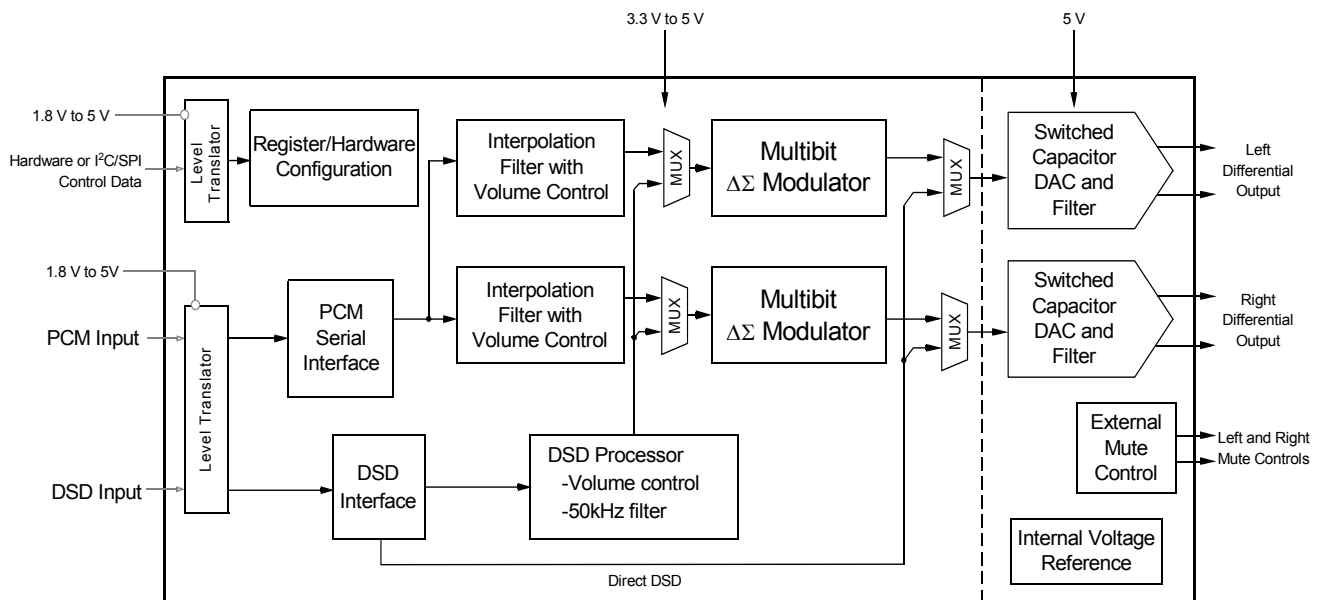 3.3 V to 5 V
5 V
1.8 V to 5 V
Hardware or I²C/SPI
Control Data
Level
Translator
Register/Hardware
Configuration
Interpolation
Filter with
Volume Control
MUX
Multibit
ΔΣ Modulator
MUX
Switched
Capacitor
DAC and
Filter
Left
Differential
Output
1.8 V to 5V
PCM Input
Level Translator
PCM
Serial
Interface
Interpolation
Filter with
Volume Control
MUX
Multibit
ΔΣ Modulator
MUX
Switched
Capacitor
DAC and
Filter
Right
Differential
Output
DSD Input
DSD
Interface
DSD Processor
-Volume control
-50kHz filter
Direct DSD
External
Mute
Control
Left and Right
Mute Controls
Internal Voltage
Reference